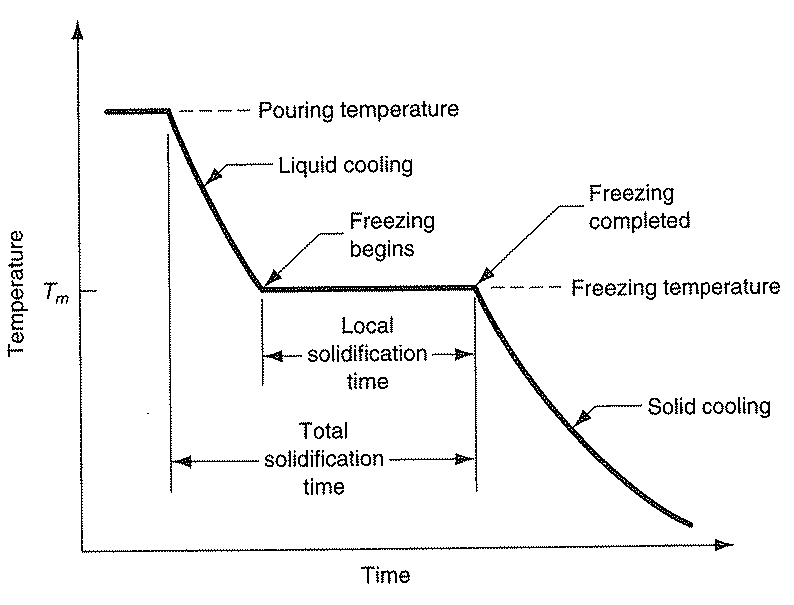 Pouring temperature
Liquid cooling
Freezing
begins
Freezing
completed
Temperature
Tm
Freezing temperature
Local
solidification
time
Solid cooling
Total
solidification
time
Time